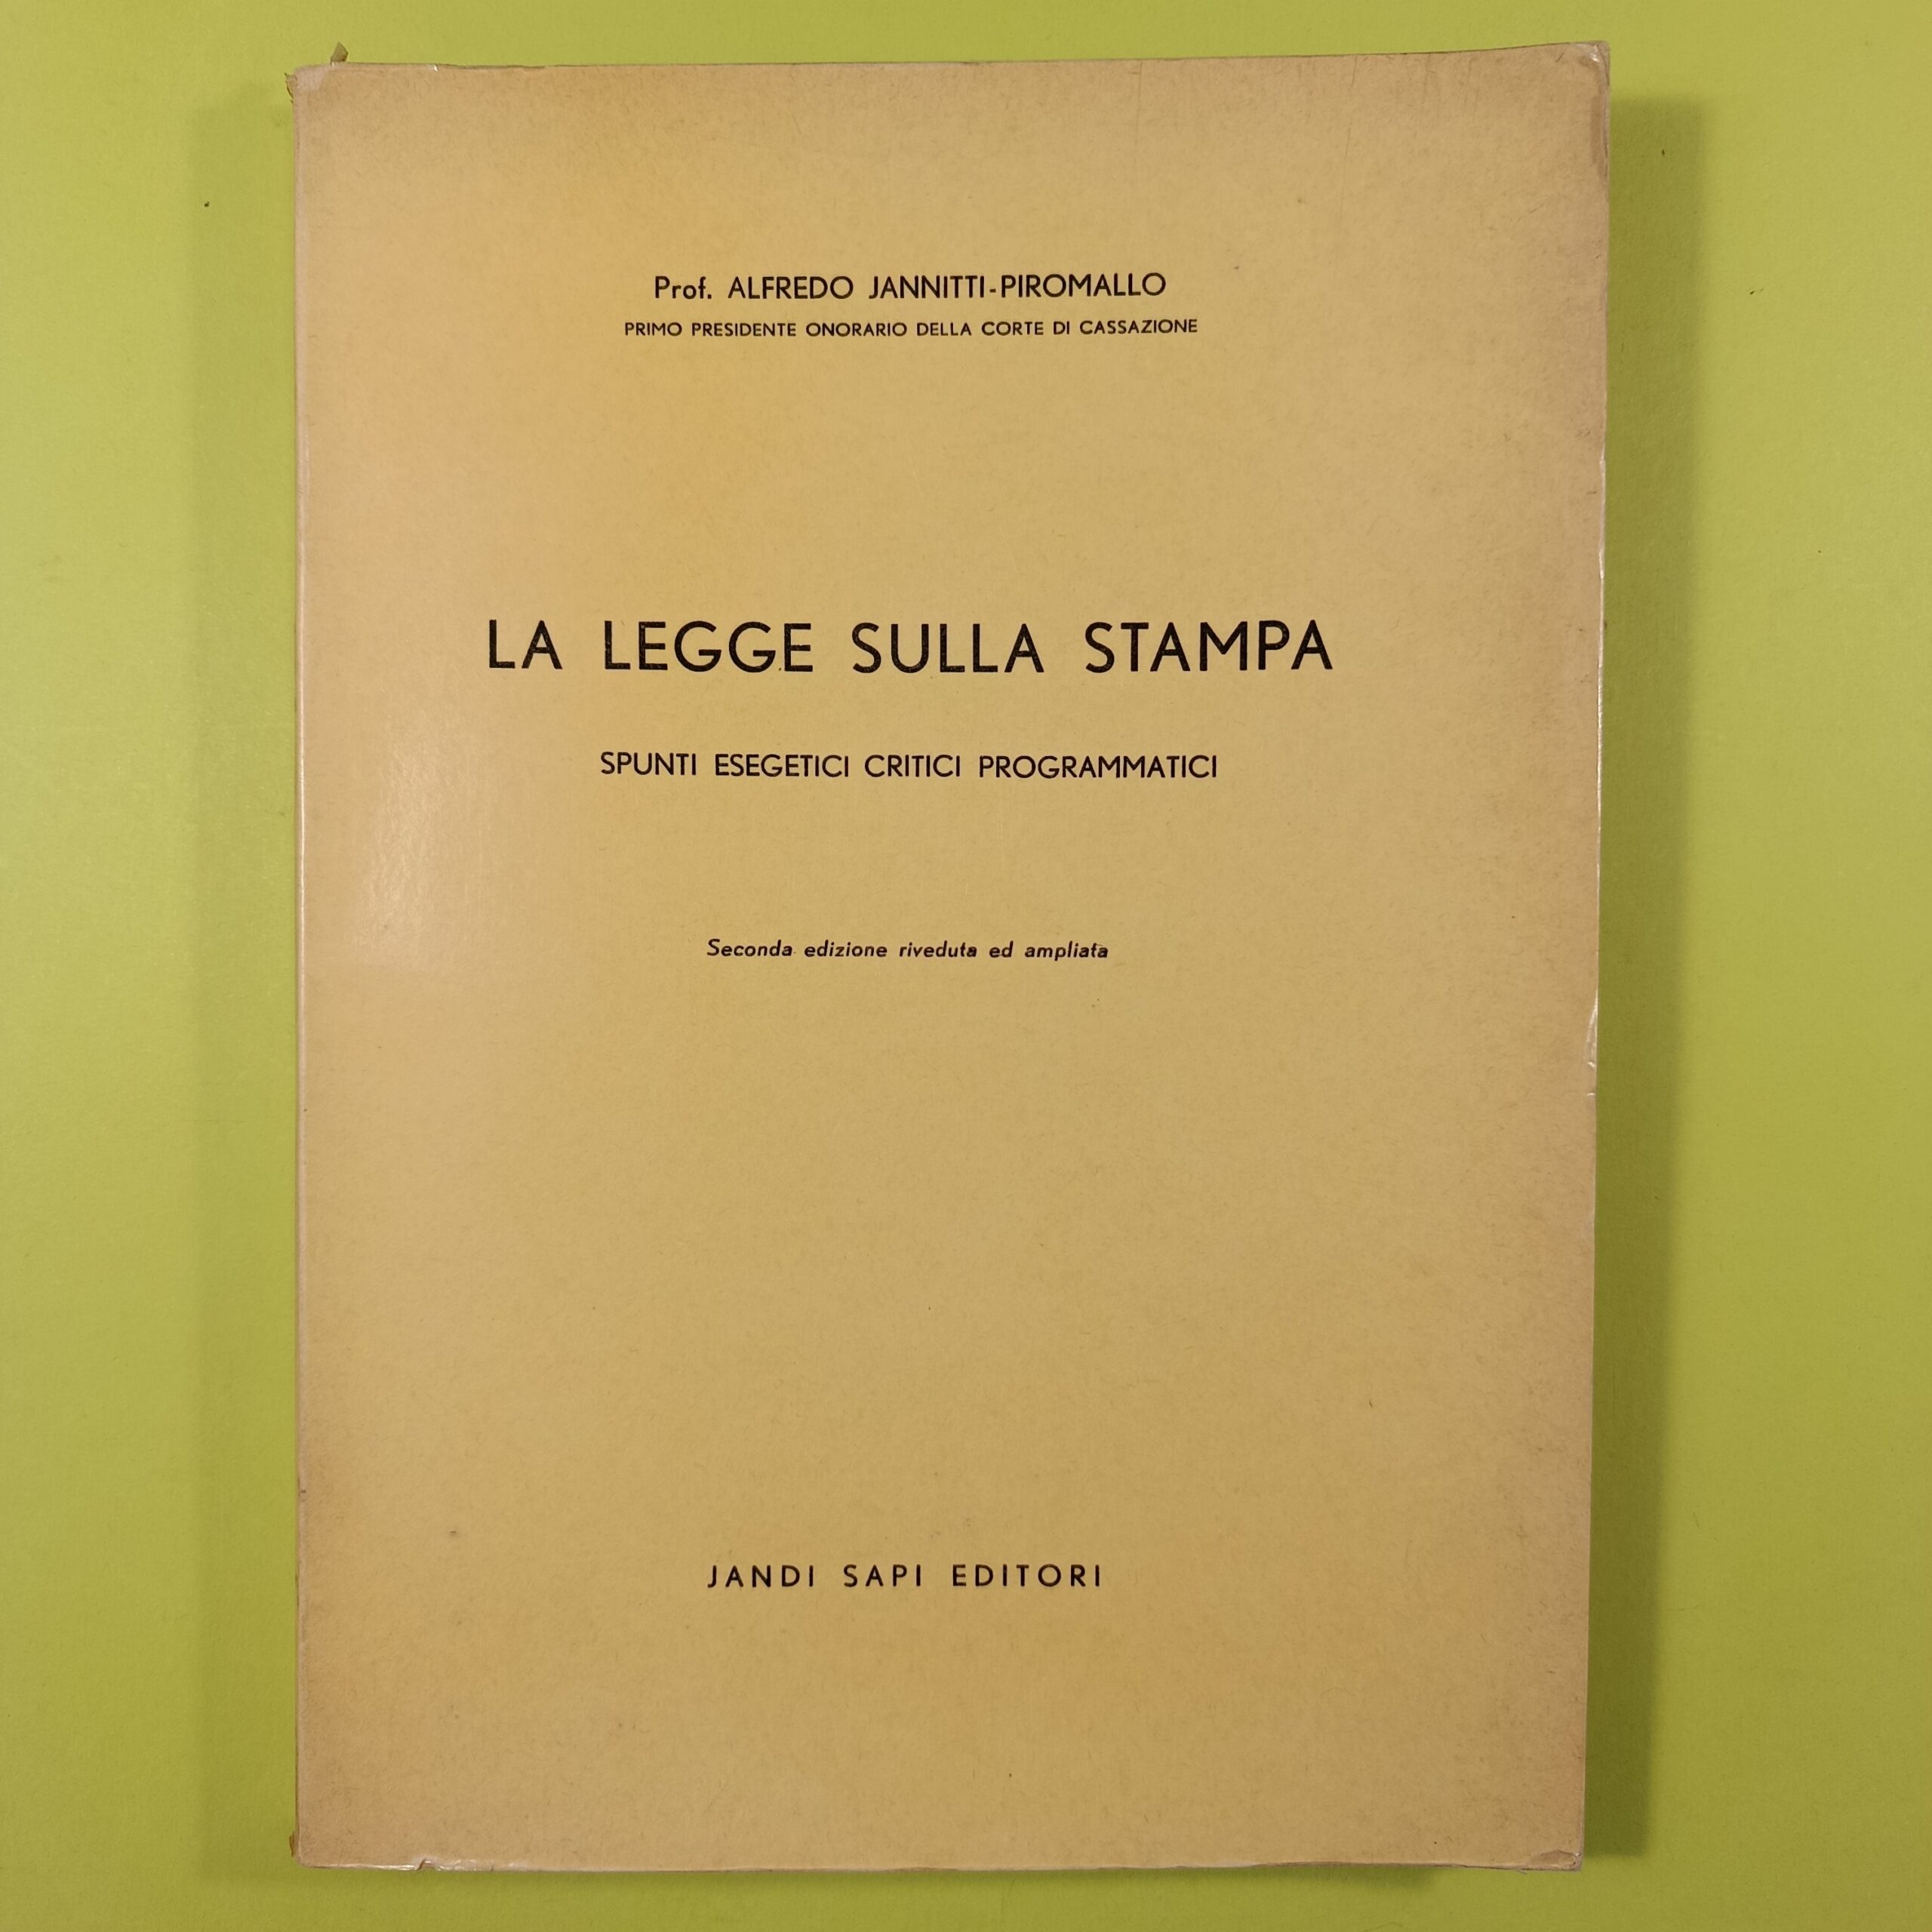 Prof. ALFREDO JANNITTI-PIROMALLO
PRIMO PRESIDENTE ONORARIO DELLA CORTE DI CASSAZIONE
LA LEGGE SULLA STAMPA
SPUNTI ESEGETICI CRITICI PROGRAMMATICI
Seconda edizione riveduta ed ampliata
JANDI SAPI EDITORI